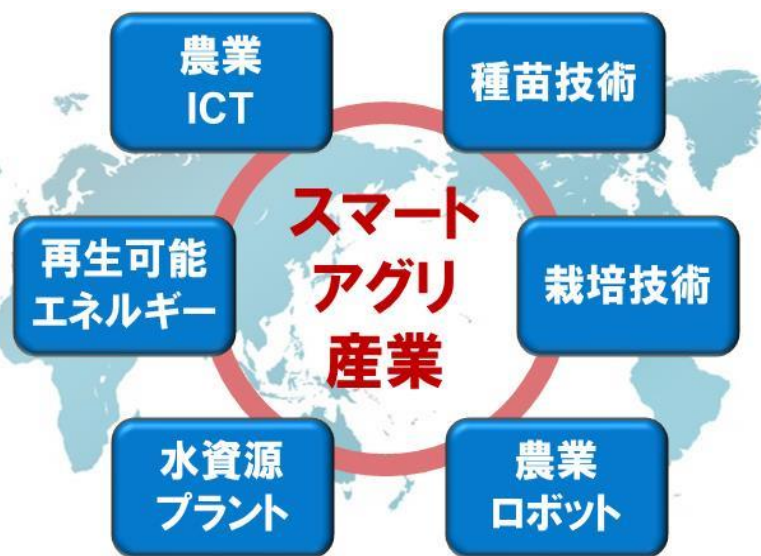 農業
ICT
種苗技術
再生可能
エネルギー
スマート
アグリ
産業
栽培技術
水資源
プラント
農業
ロボット